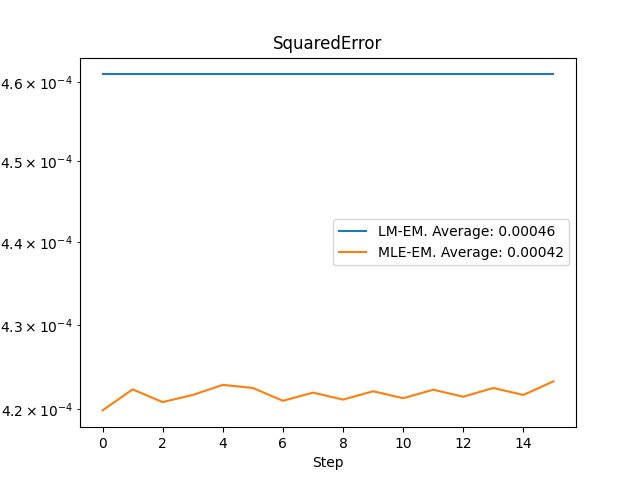 SquaredError
4.6 × 10⁻⁴
4.5 × 10⁻⁴
4.4 × 10⁻⁴
4.3 × 10⁻⁴
4.2 × 10⁻⁴
LM-EM. Average: 0.00046
MLE-EM. Average: 0.00042
0 2 4 6 8 10 12 14
Step